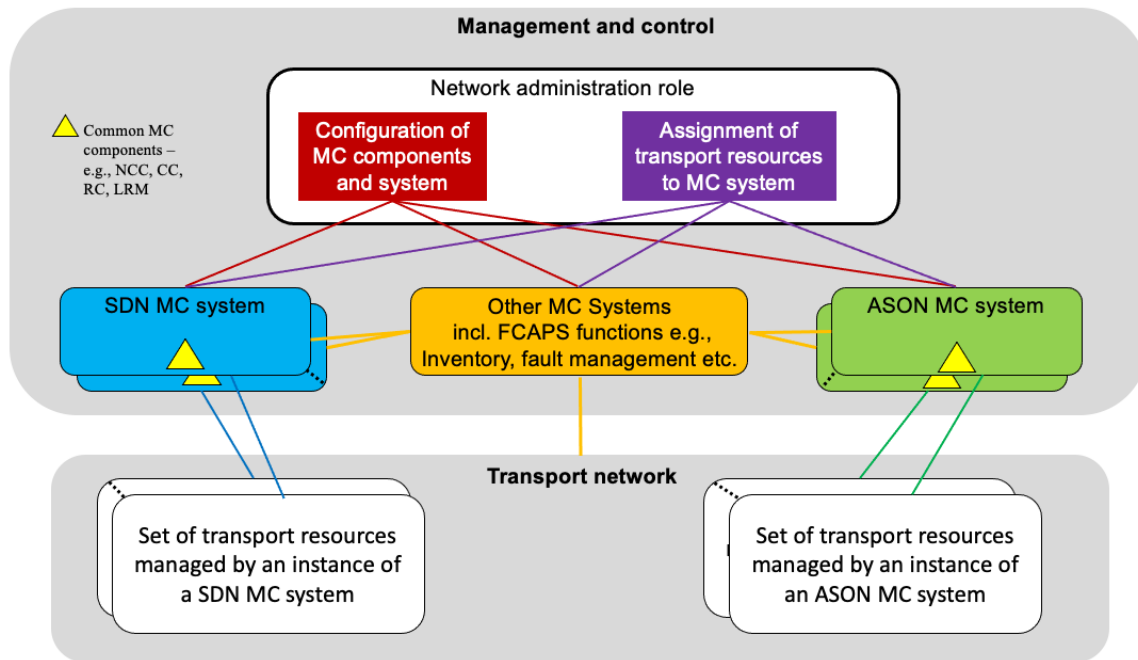 Management and control
Network administration role
Common MC
components –
e.g., NCC, CC,
RC, LRM
Configuration of
MC components
and system
Assignment of
transport resources
to MC system
SDN MC system
Other MC Systems
incl. FCAPS functions e.g.,
Inventory, fault management etc.
ASON MC system
Transport network
Set of transport resources
managed by an instance of
a SDN MC system
Set of transport resources
managed by an instance of
an ASON MC system